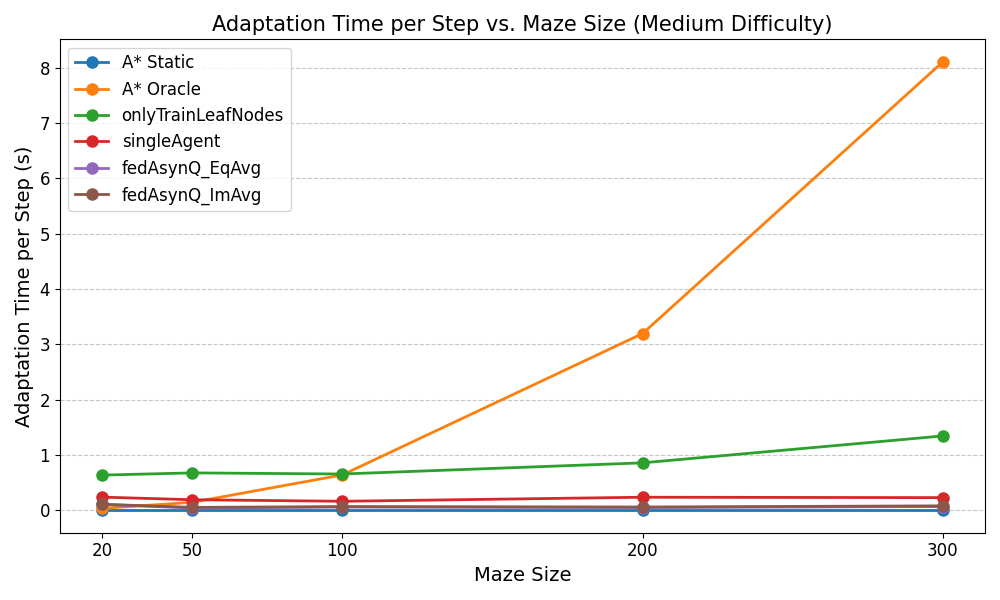 Adaptation Time per Step vs. Maze Size (Medium Difficulty)
Adaptation Time per Step (s)
8
7
6
5
4
3
2
1
0
A* Static
A* Oracle
onlyTrainLeafNodes
singleAgent
fedAsynQ_EqAvg
fedAsynQ_ImAvg
20 50 100 200 300
Maze Size